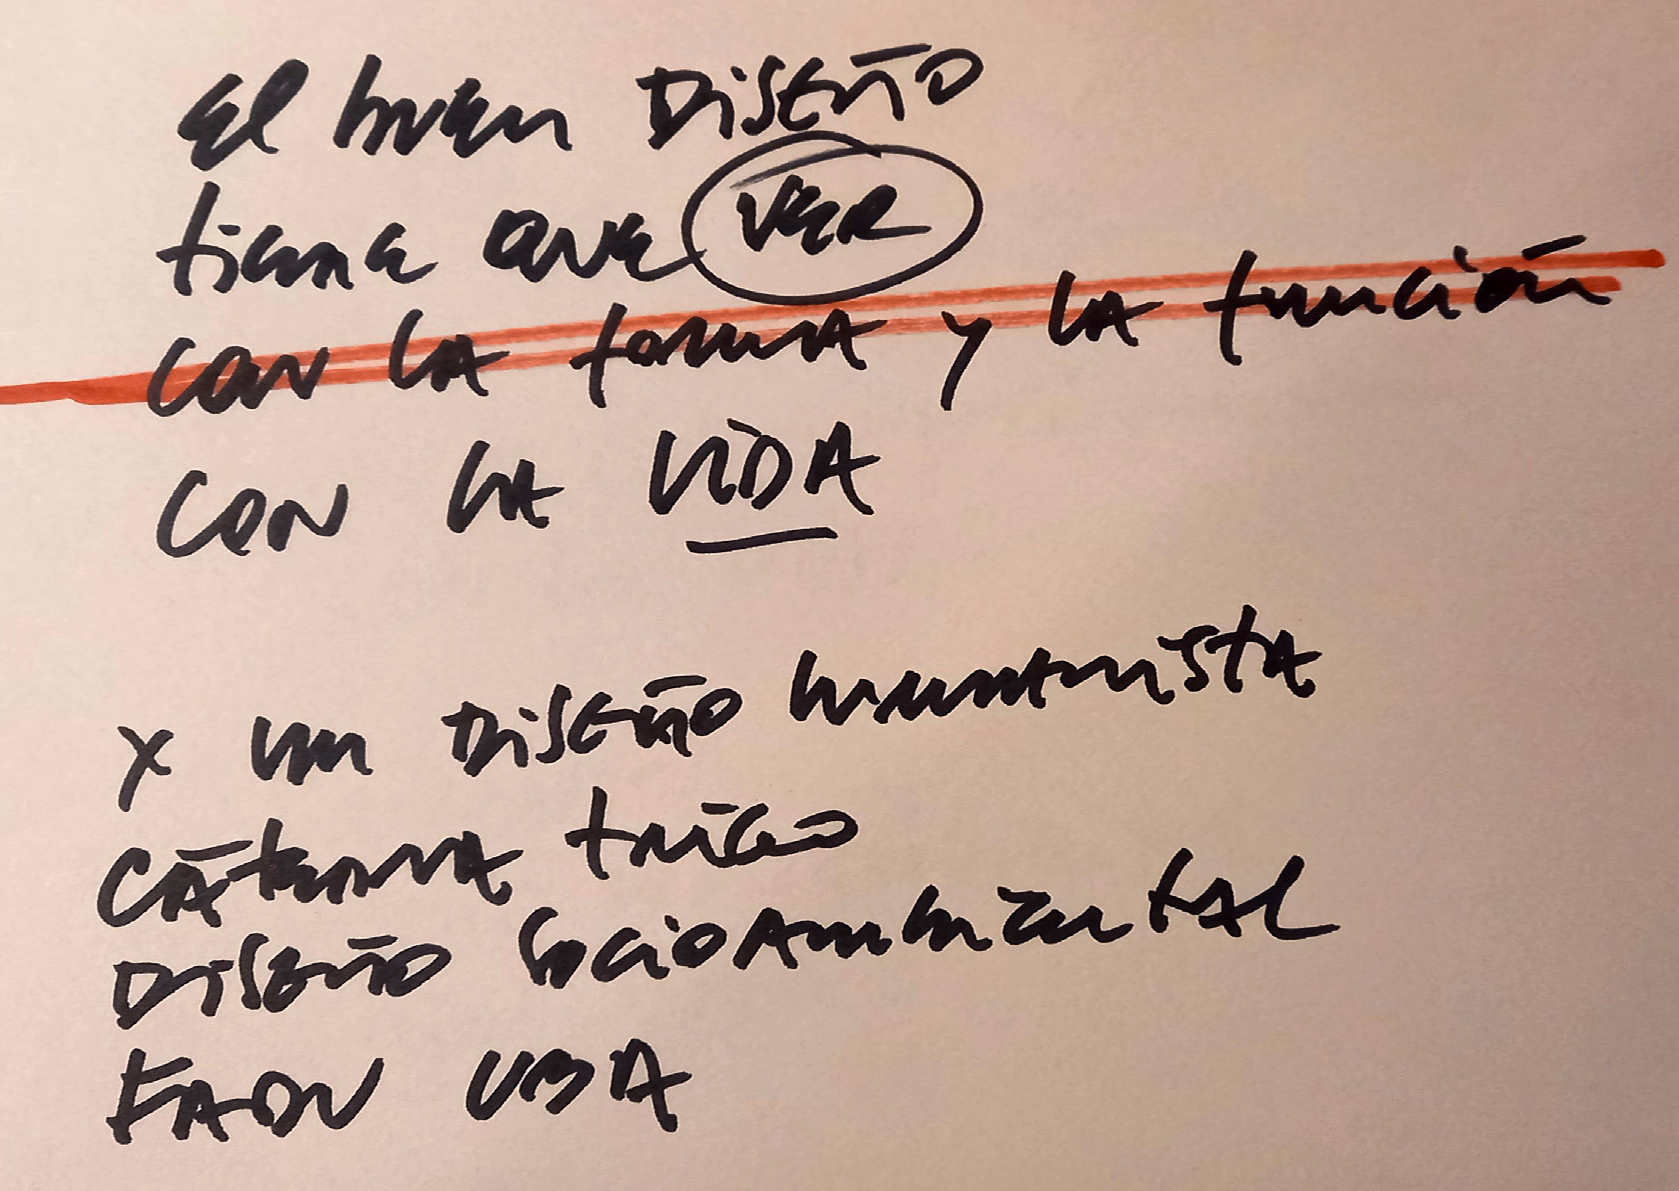 el buen DISEÑO
tiene que VER
con LA forma y LA función
CON LA VIDA
x un DISEÑO humanista
CÁTEDRA trigo
DISEÑO SocioAmbiental
FADU UBA